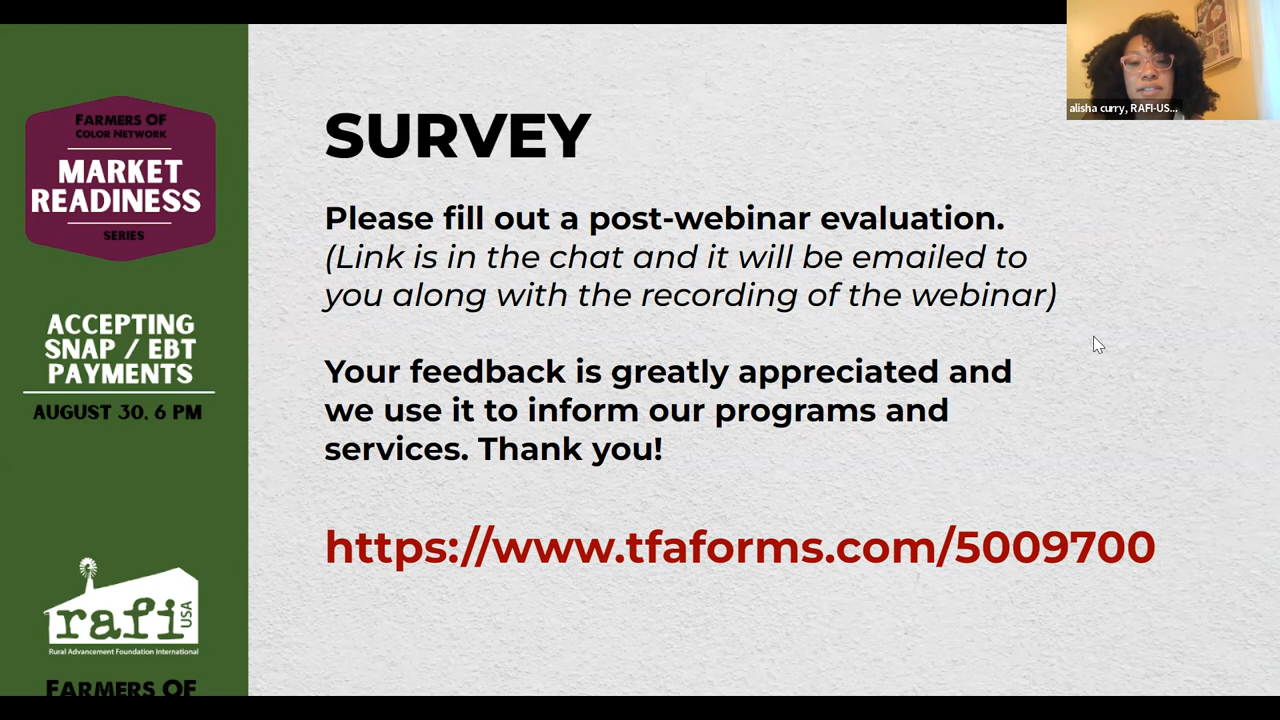 FARMERS OF
COLOR NETWORK
MARKET
READINESS
SERIES
ACCEPTING
SNAP / EBT
PAYMENTS
AUGUST 30, 6 PM
rafi
USA
Rural Advancement Foundation International
FARMERS OF
SURVEY
Please fill out a post-webinar evaluation.
(Link is in the chat and it will be emailed to
you along with the recording of the webinar)
Your feedback is greatly appreciated and
we use it to inform our programs and
services. Thank you!
https://www.tfaforms.com/5009700
alisha curry, RAFI-US...